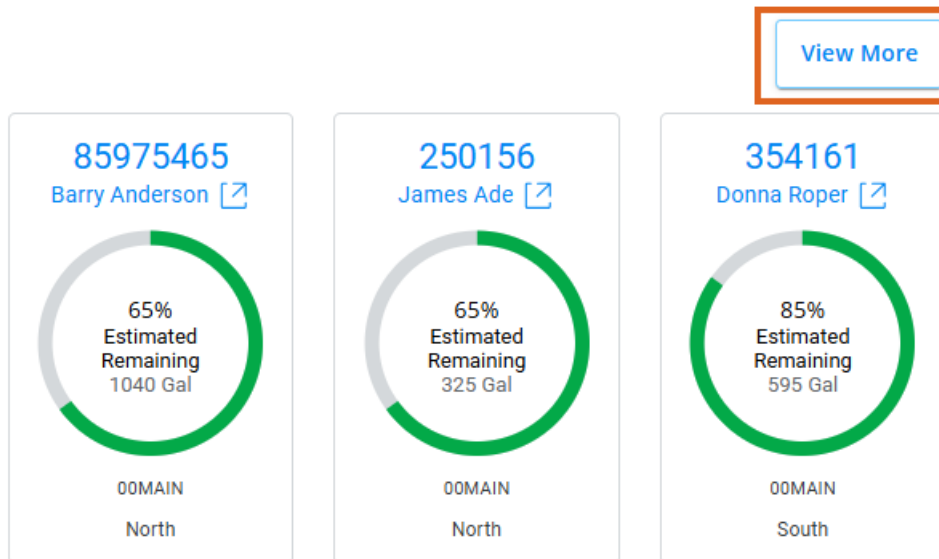 View More
85975465
Barry Anderson
65%
Estimated
Remaining
1040 Gal
00MAIN
North
250156
James Ade
65%
Estimated
Remaining
325 Gal
00MAIN
North
354161
Donna Roper
85%
Estimated
Remaining
595 Gal
00MAIN
South